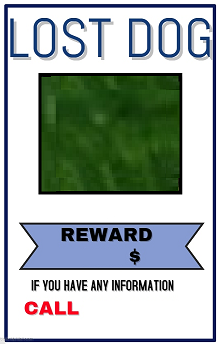 LOST DOG
REWARD
$
IF YOU HAVE ANY INFORMATION
CALL